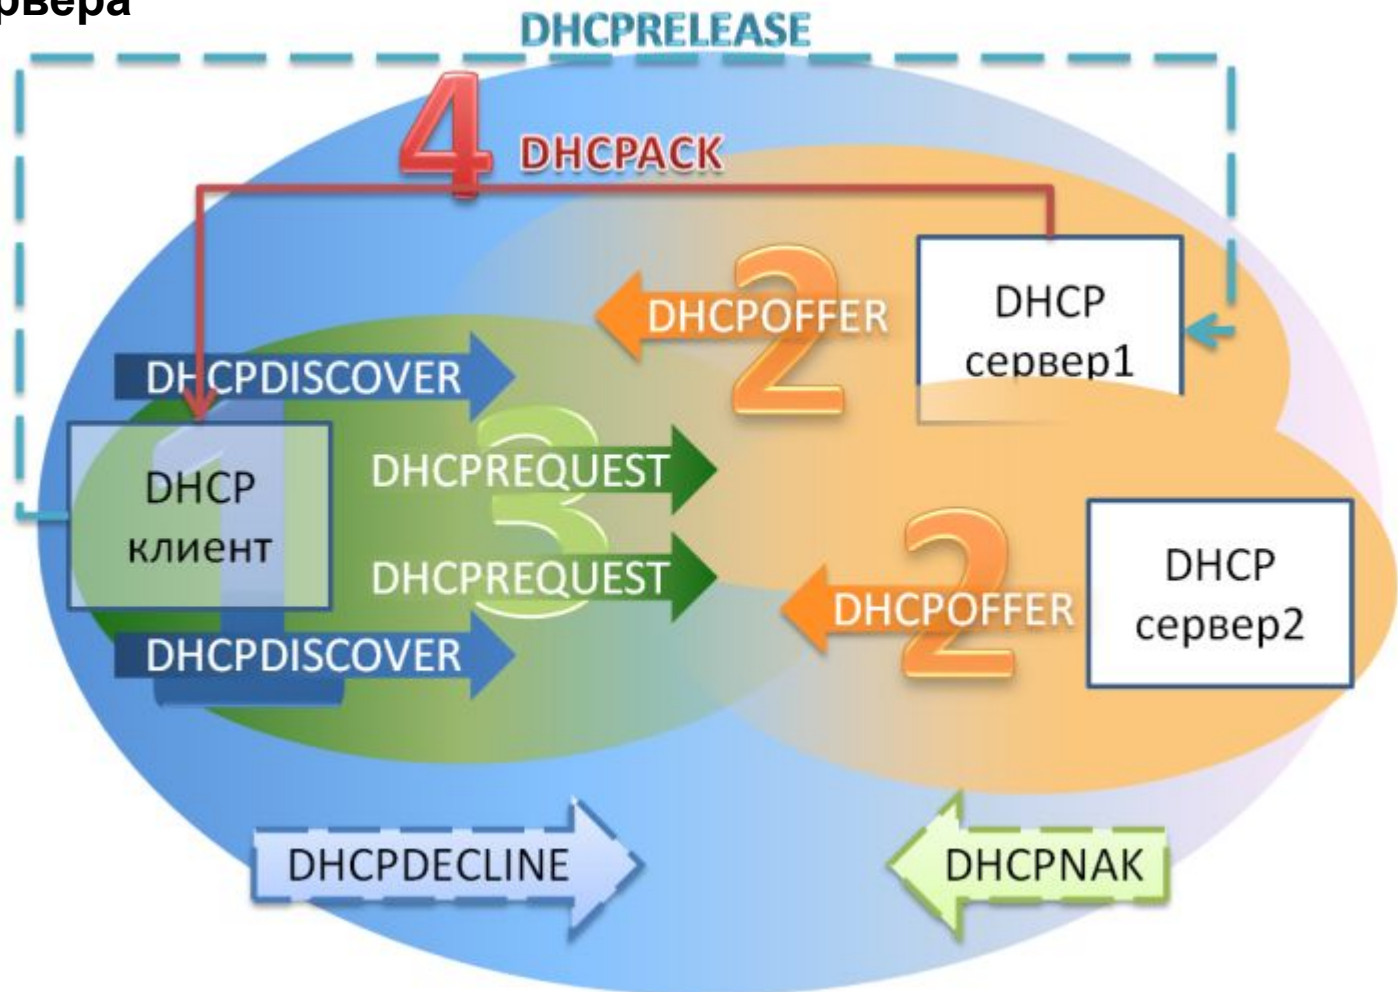 рвера
DHCPRELEASE
4 DHCPACK
2
DHCPOFFER
DHCP
сервер1
DHCPDISCOVER
1
3
DHCPREQUEST
DHCP
клиент
DHCPREQUEST
2
DHCPOFFER
DHCP
сервер2
DHCPDISCOVER
DHCPDECLINE
DHCPNAK